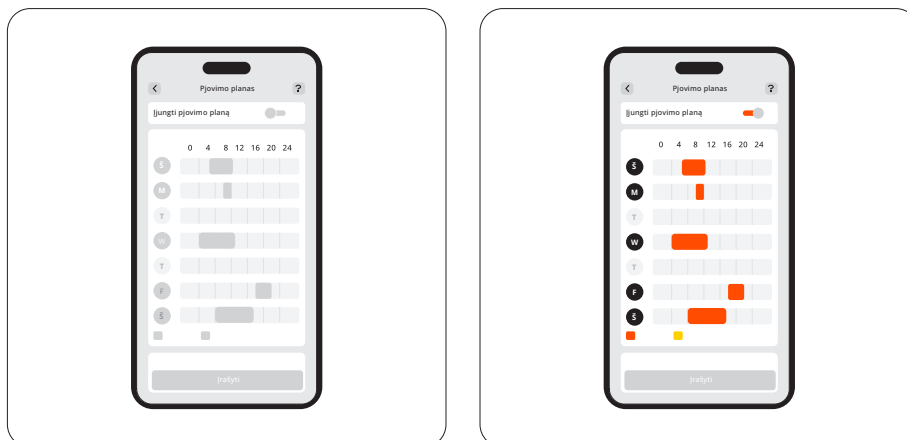 Pjovimo planas
?
Įjungti pjovimo planą
0 4 8 12 16 20 24
Š
M
T
W
T
F
Š
Įrašyti
Pjovimo planas
?
Įjungti pjovimo planą
0 4 8 12 16 20 24
Š
M
T
W
T
F
Š
Įrašyti